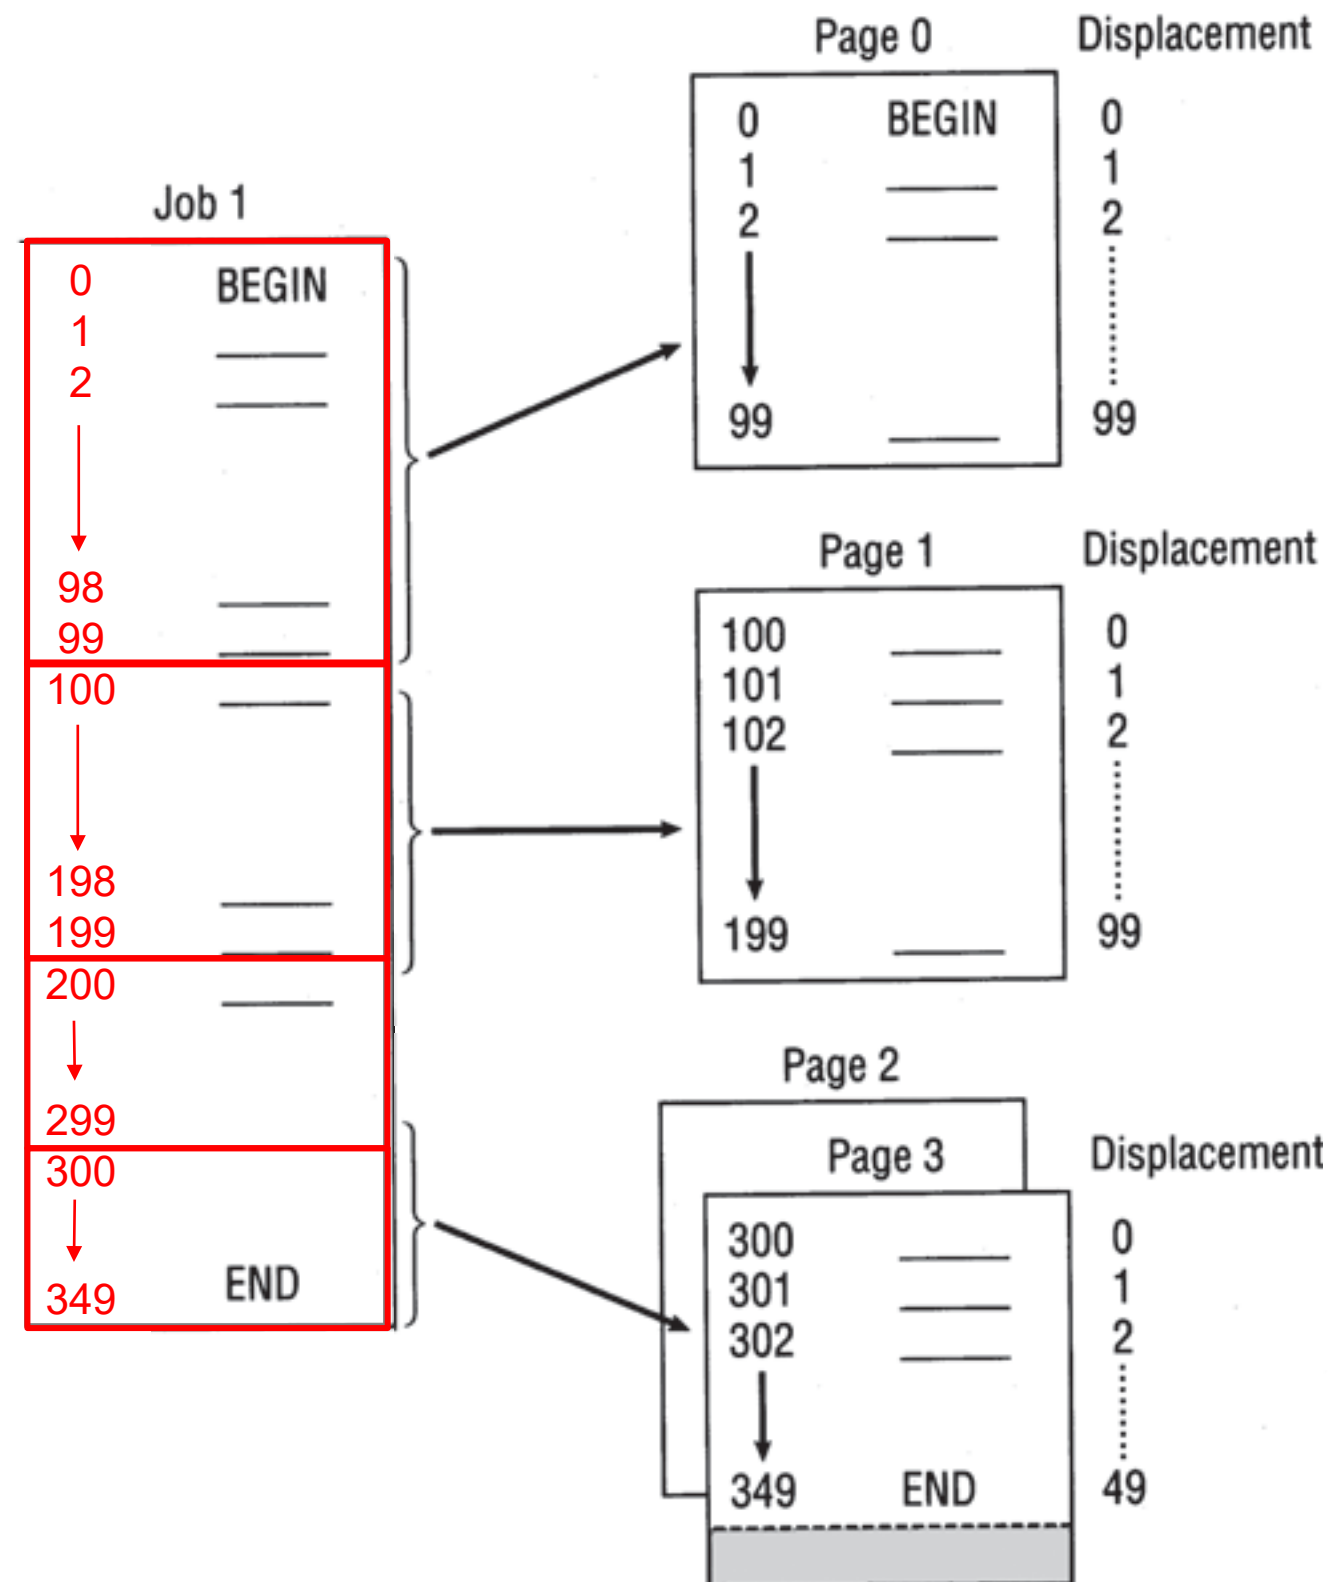 Job 1
0 BEGIN
1
2
98
99
100
198
199
200
299
300
349 END
Page 0 Displacement
0 BEGIN 0
1 1
2 2
99 99
Page 1 Displacement
100 0
101 1
102 2
199 99
Page 2
Page 3 Displacement
300 0
301 1
302 2
349 END 49